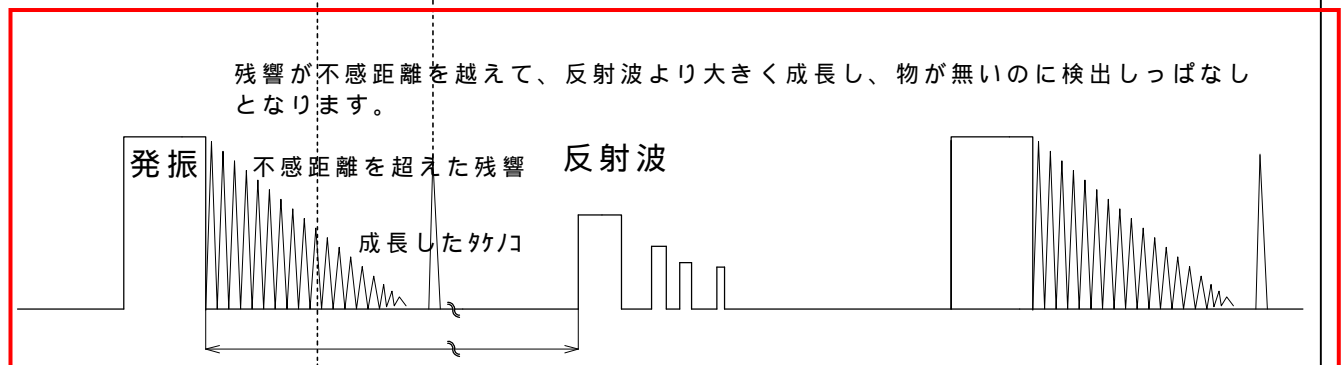 残響が不感距離を越えて、反射波より大きく成長し、物が無いのに検出しっぱなし
となります。
発振
不感距離を超えた残響
反射波
成長したﾀｹﾉｺ